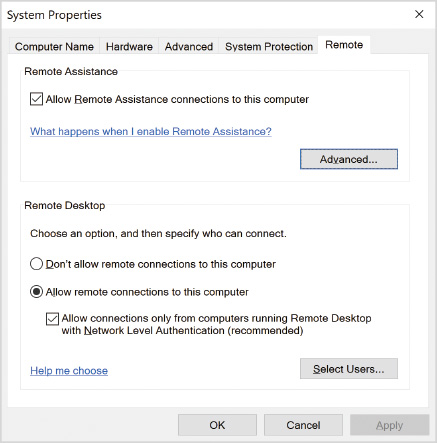 System Properties
Computer Name Hardware Advanced System Protection Remote
Remote Assistance
Allow Remote Assistance connections to this computer
What happens when I enable Remote Assistance?
Advanced...
Remote Desktop
Choose an option, and then specify who can connect.
Don't allow remote connections to this computer
Allow remote connections to this computer
Allow connections only from computers running Remote Desktop
with Network Level Authentication (recommended)
Help me choose
Select Users...
OK Cancel Apply